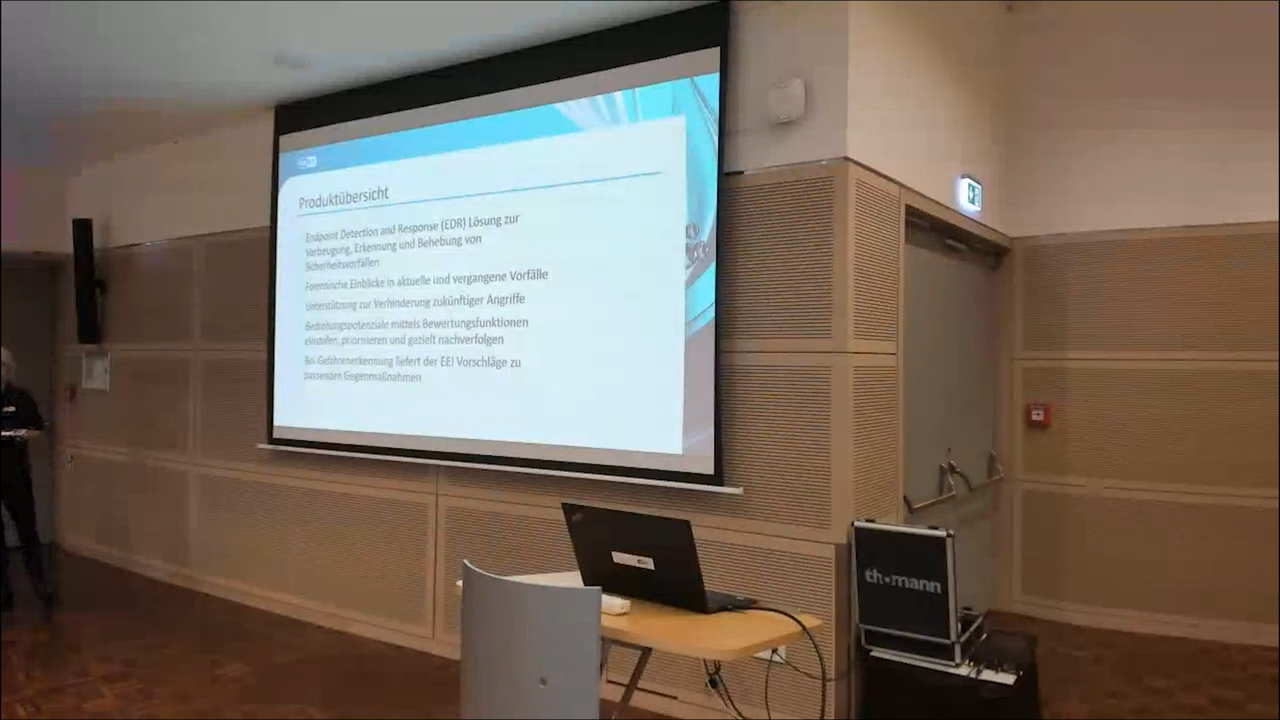 Produktübersicht
Endpoint Detection and Response (EDR) Lösung zur
Vorbeugung, Erkennung und Behebung von
Sicherheitsvorfällen
Forensische Einblicke in aktuelle und vergangene Vorfälle
Unterstützung zur Verhinderung zukünftiger Angriffe
Bedrohungspotenziale mittels Bewertungsfunktionen
einstufen, priorisieren und gezielt nachverfolgen
Bei Gefahrenerkennung liefert der EEI Vorschläge zu
passenden Gegenmaßnahmen
th•mann